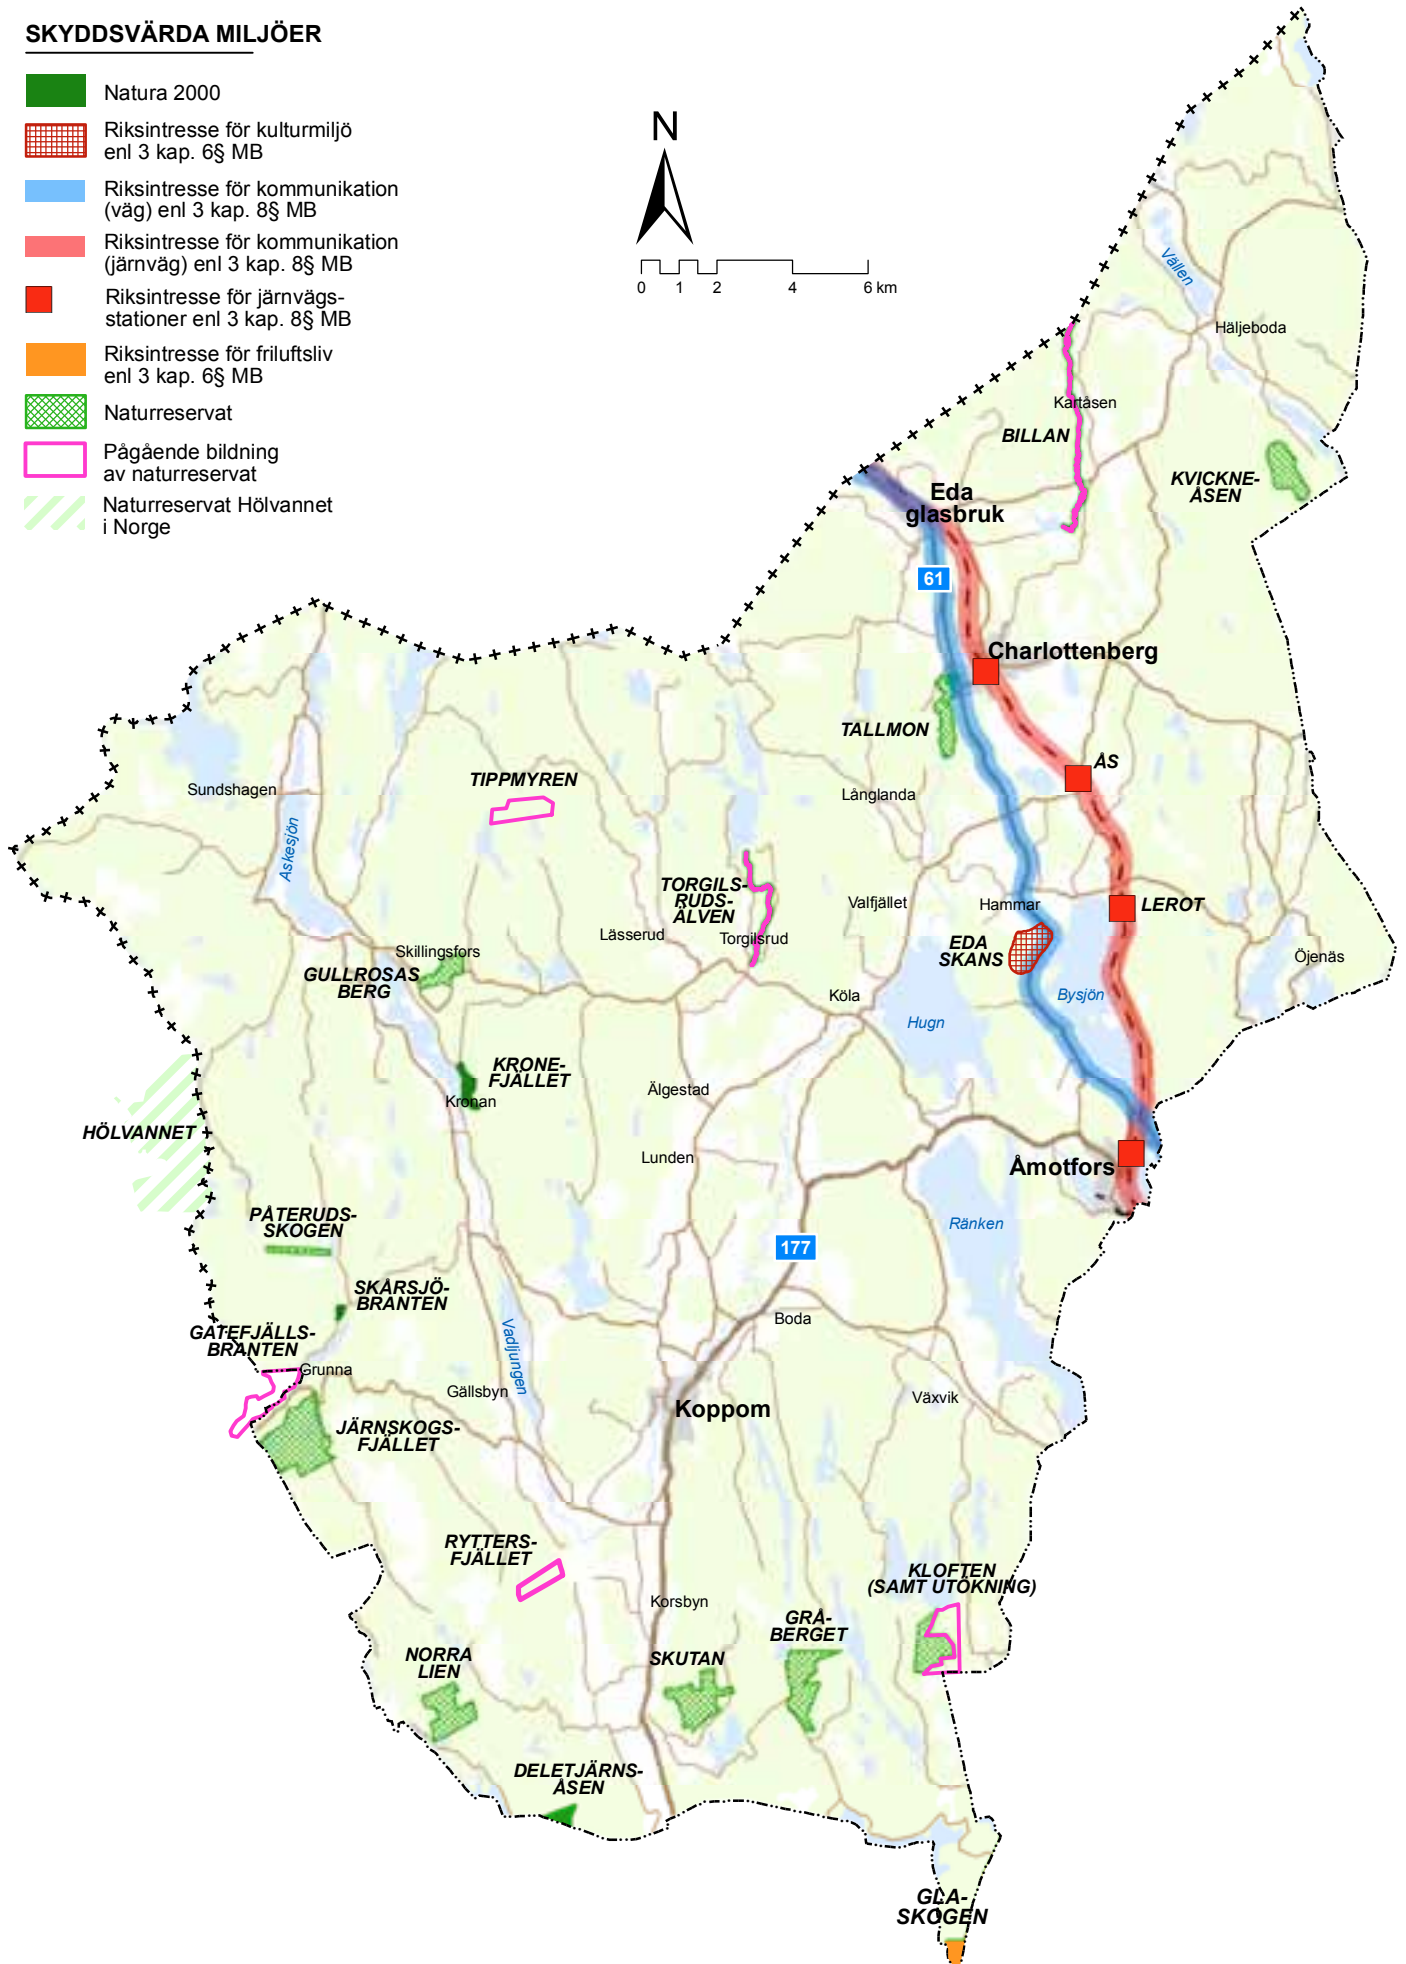 SKYDDSVÄRDA MILJÖER
Natura 2000
Riksintresse för kulturmiljö
enl 3 kap. 6§ MB
Riksintresse för kommunikation
(väg) enl 3 kap. 8§ MB
Riksintresse för kommunikation
(järnväg) enl 3 kap. 8§ MB
Riksintresse för järnvägs-
stationer enl 3 kap. 8§ MB
Riksintresse för friluftsliv
enl 3 kap. 6§ MB
Naturreservat
Pågående bildning
av naturreservat
Naturreservat Hölvannet
i Norge
N
0 1 2 4 6 km
Vällen
Häljeboda
Kartåsen
BILLAN
KVICKNE-
ÅSEN
Eda
glasbruk
61
Charlottenberg
TALLMON
ÅS
TIPPMYREN
Sundshagen
Långlanda
Askesjön
TORGILS-
RUDS-
ÄLVEN
Valfjället
Hammar
LEROT
Lässerud
Torgilsrud
EDA
SKANS
Skillingsfors
GULLROSAS
BERG
Öjenäs
Köla
Bysjön
Hugn
KRONE-
FJÄLLET
Kronan
Älgestad
HÖLVANNET
Lunden
Åmotfors
PÅTERUDS-
SKOGEN
Ränken
177
SKÅRSJÖ-
BRANTEN
Boda
GATEFJÄLLS-
BRANTEN
Vadljungen
Grunna
Gällsbyn
Växvik
Koppom
JÄRNSKOGS-
FJÄLLET
RYTTERS-
FJÄLLET
KLOFTEN
(SAMT UTÖKNING)
Korsbyn
GRÅ-
BERGET
NORRA
LIEN
SKUTAN
DELETJÄRNS-
ÅSEN
GLA-
SKOGEN